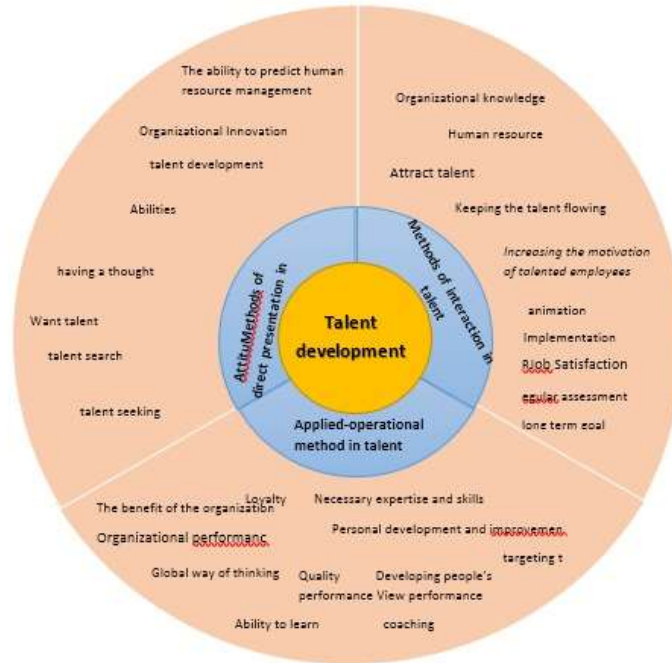 The ability to predict human
resource management
Organizational Innovation
talent development
Abilities
having a thought
Want talent
talent search
talent seeking
Organizational knowledge
Human resource
Attract talent
Keeping the talent flowing
Increasing the motivation
of talented employees
animation
Implementation
RJob Satisfaction
egular assessment
long term goal
AttituMethods of
direct presentation in
Methods of interaction in
talent
Talent
development
Applied-operational
method in talent
Loyalty
The benefit of the organization
Organizational performanc
Global way of thinking
Ability to learn
Necessary expertise and skills
Personal development and improvemen
targeting t
Quality
performance
Developing people's
View performance
coaching